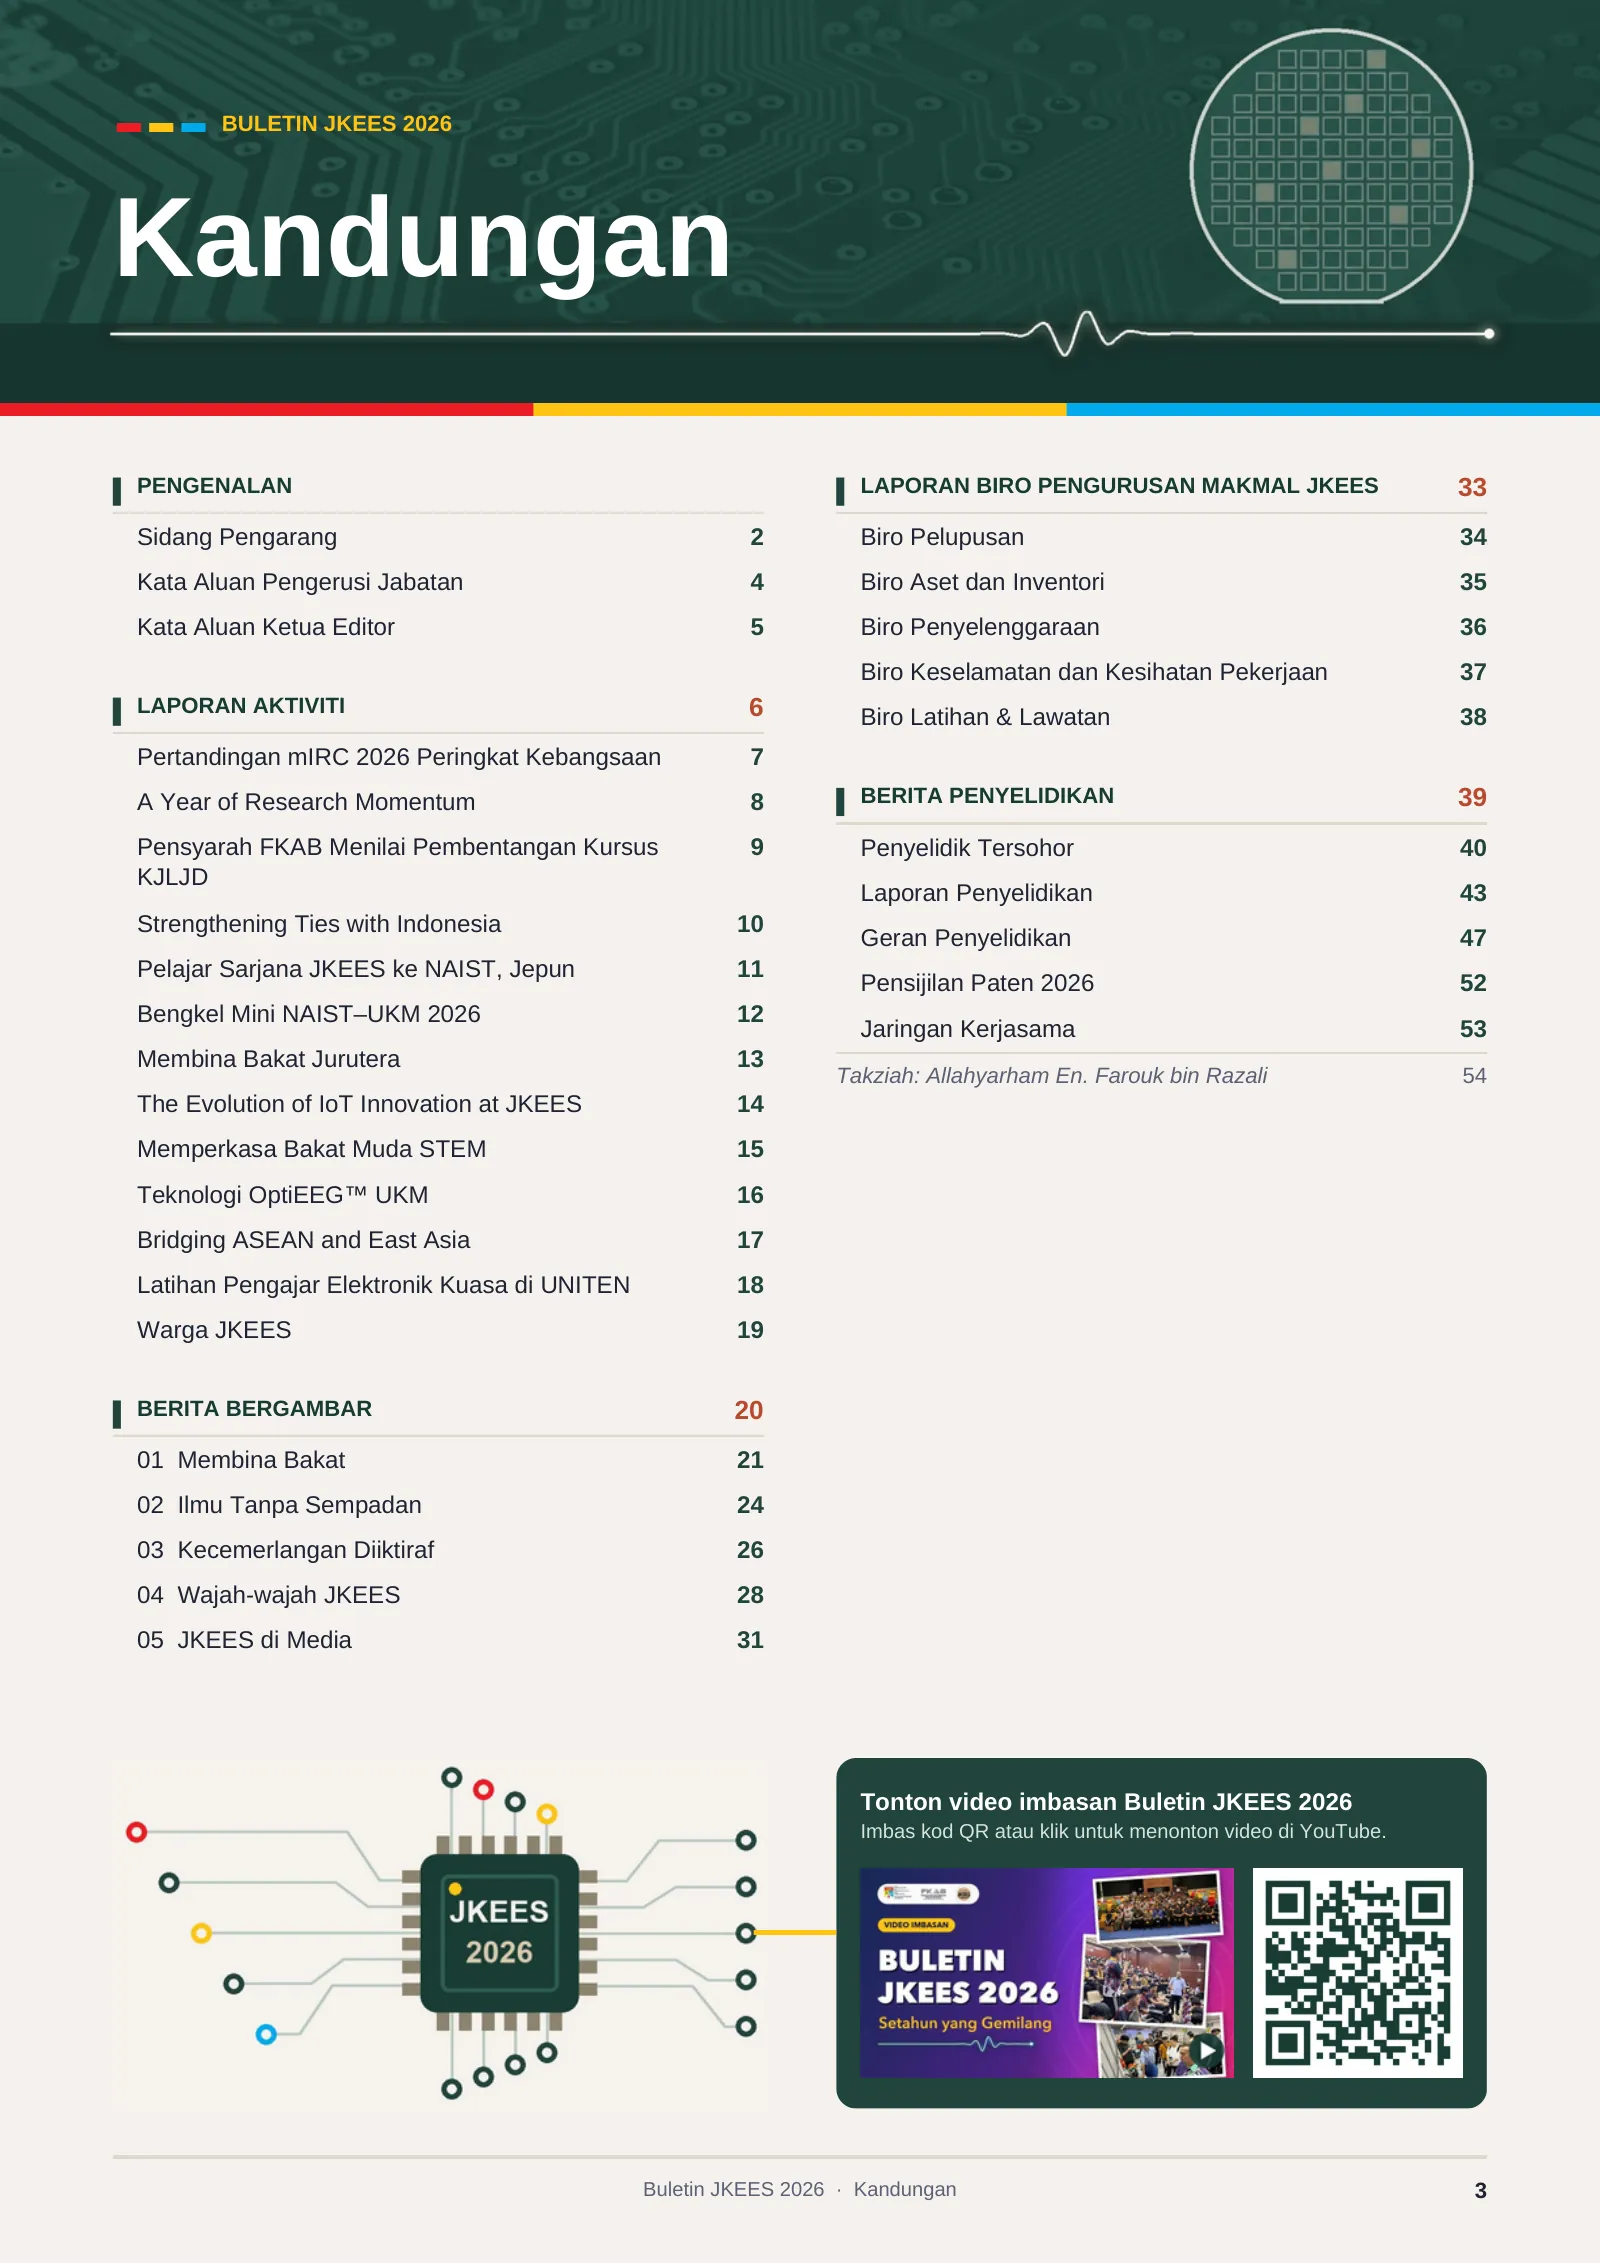 BULETIN JKEES 2026
Kandungan
PENGENALAN
Sidang Pengarang 2
Kata Aluan Pengerusi Jabatan 4
Kata Aluan Ketua Editor 5
LAPORAN AKTIVITI 6
Pertandingan mIRC 2026 Peringkat Kebangsaan 7
A Year of Research Momentum 8
Pensyarah FKAB Menilai Pembentangan Kursus 9
KJLJD
Strengthening Ties with Indonesia 10
Pelajar Sarjana JKEES ke NAIST, Jepun 11
Bengkel Mini NAIST–UKM 2026 12
Membina Bakat Jurutera 13
The Evolution of IoT Innovation at JKEES 14
Memperkasa Bakat Muda STEM 15
Teknologi OptiEEG™ UKM 16
Bridging ASEAN and East Asia 17
Latihan Pengajar Elektronik Kuasa di UNITEN 18
Warga JKEES 19
BERITA BERGAMBAR 20
01 Membina Bakat 21
02 Ilmu Tanpa Sempadan 24
03 Kecemerlangan Diiktiraf 26
04 Wajah-wajah JKEES 28
05 JKEES di Media 31
LAPORAN BIRO PENGURUSAN MAKMAL JKEES 33
Biro Pelupusan 34
Biro Aset dan Inventori 35
Biro Penyelenggaraan 36
Biro Keselamatan dan Kesihatan Pekerjaan 37
Biro Latihan & Lawatan 38
BERITA PENYELIDIKAN 39
Penyelidik Tersohor 40
Laporan Penyelidikan 43
Geran Penyelidikan 47
Pensijilan Paten 2026 52
Jaringan Kerjasama 53
Takziah: Allahyarham En. Farouk bin Razali 54
JKEES
2026
Tonton video imbasan Buletin JKEES 2026
Imbas kod QR atau klik untuk menonton video di YouTube.
FKAB
VIDEO IMBASAN
BULETIN
JKEES 2026
Setahun yang Gemilang
Buletin JKEES 2026 · Kandungan 3